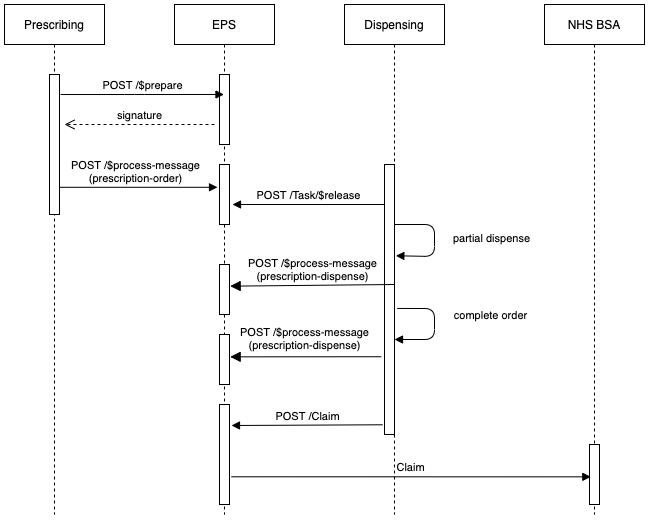 Prescribing
EPS
Dispensing
NHS BSA
POST /$prepare
signature
POST /$process-message
(prescription-order)
POST /Task/$release
partial dispense
POST /$process-message
(prescription-dispense)
complete order
POST /$process-message
(prescription-dispense)
POST /Claim
Claim